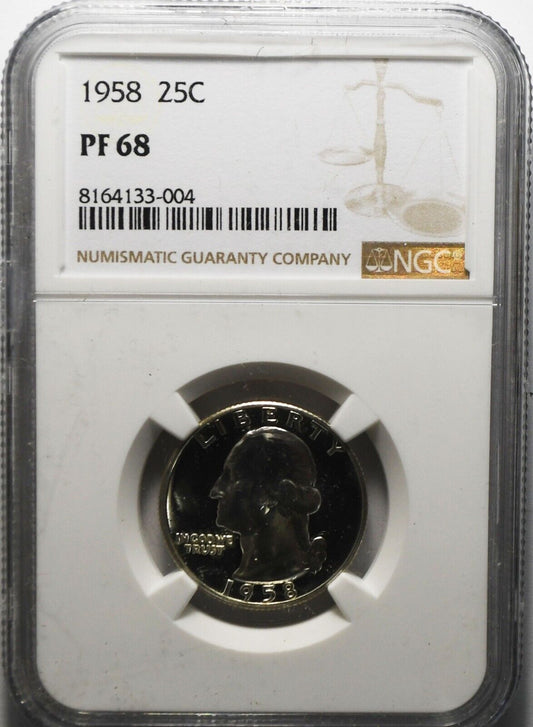 1958 25C
PF 68
8164133-004
NUMISMATIC GUARANTY COMPANY NGC
LIBERTY
IN GOD WE
TRUST
1958